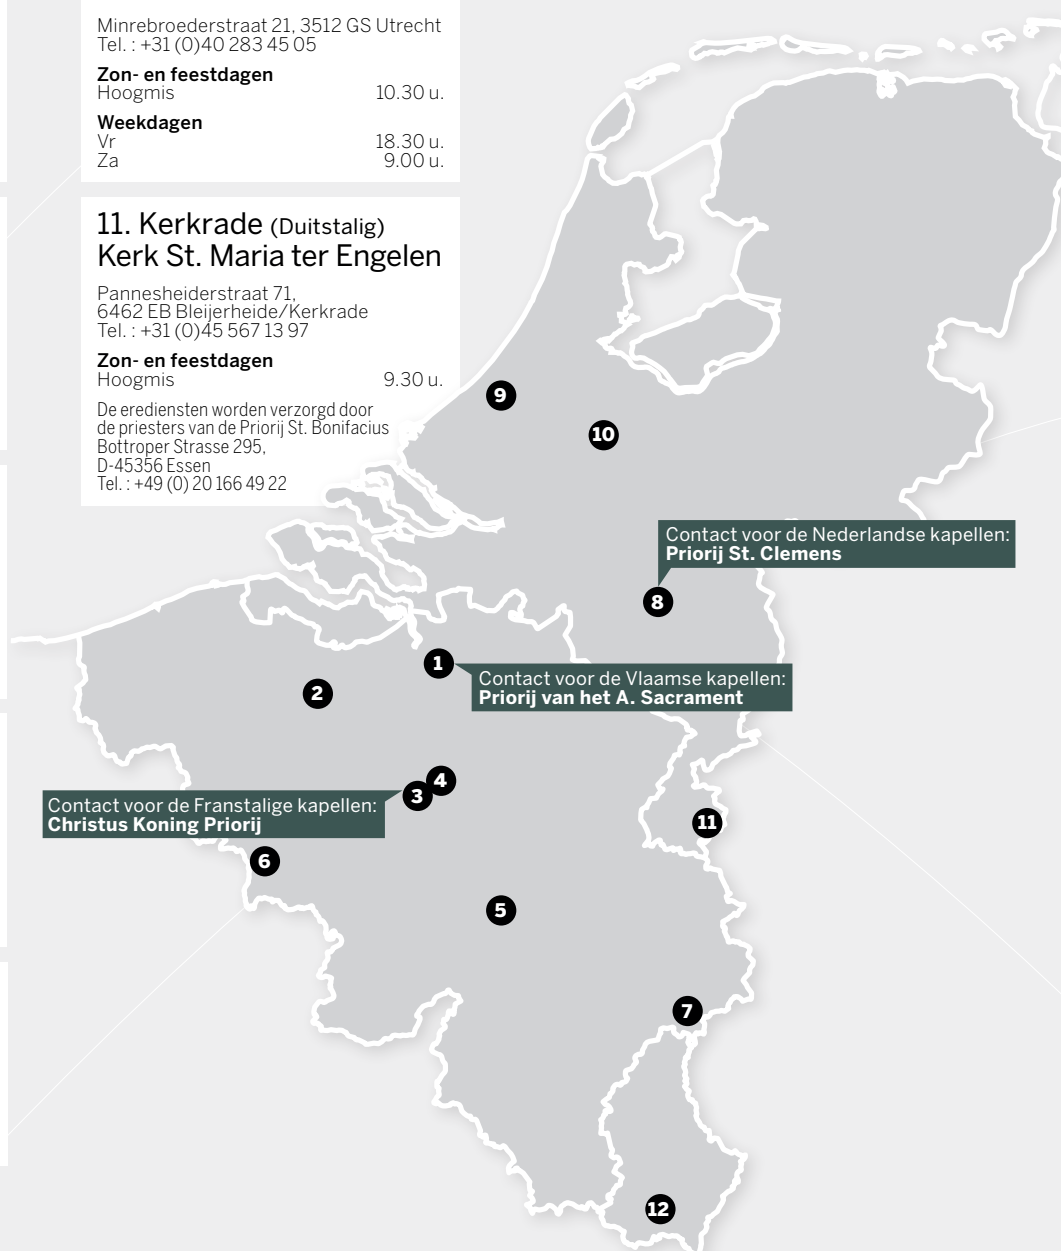 Minrebroederstraat 21, 3512 GS Utrecht
Tel. : +31 (0)40 283 45 05
Zon- en feestdagen
Hoogmis 10.30 u.
Weekdagen
Vr 18.30 u.
Za 9.00 u.
11. Kerkrade (Duitstalig)
Kerk St. Maria ter Engelen
Pannesheiderstraat 71,
6462 EB Bleijerheide/Kerkrade
Tel. : +31 (0)45 567 13 97
Zon- en feestdagen
Hoogmis 9.30 u.
De erediensten worden verzorgd door
de priesters van de Priorij St. Bonifacius
Bottroper Strasse 295,
D-45356 Essen
Tel. : +49 (0) 20 166 49 22
9
10
Contact voor de Nederlandse kapellen:
Priorij St. Clemens
8
1
Contact voor de Vlaamse kapellen:
Priorij van het A. Sacrament
2
4
3
Contact voor de Franstalige kapellen:
Christus Koning Priorij
11
6
5
7
12